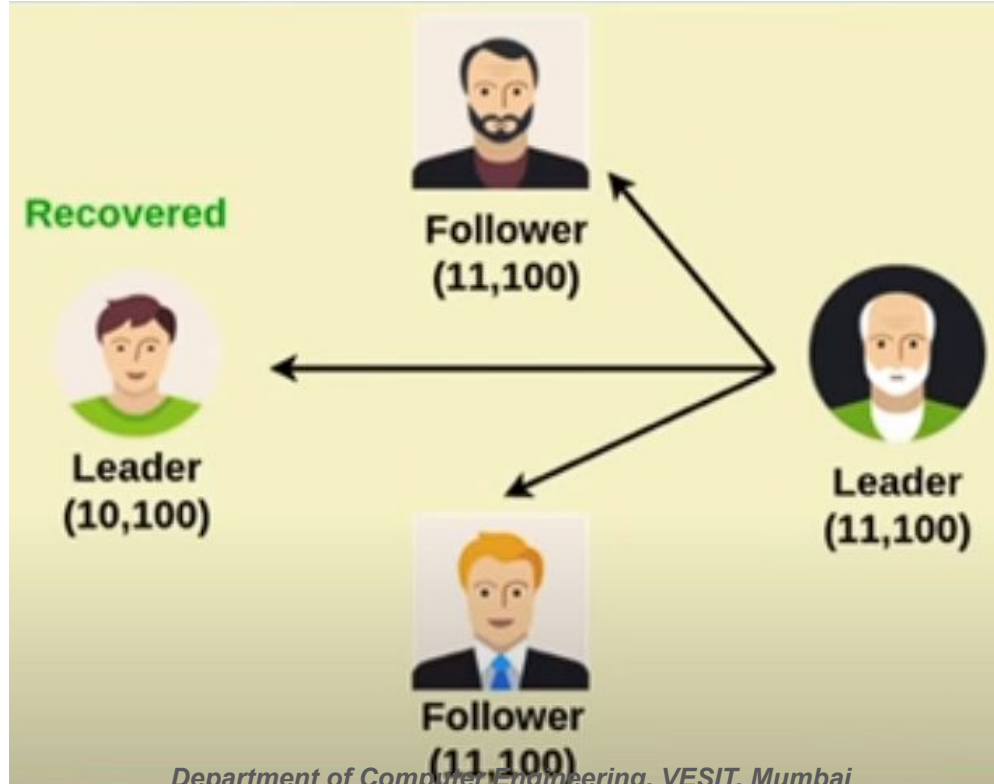 Follower
(11,100)
Recovered
Leader
(10,100)
Leader
(11,100)
Follower
(11,100)
Department of Computer Engineering, VESIT, Mumbai